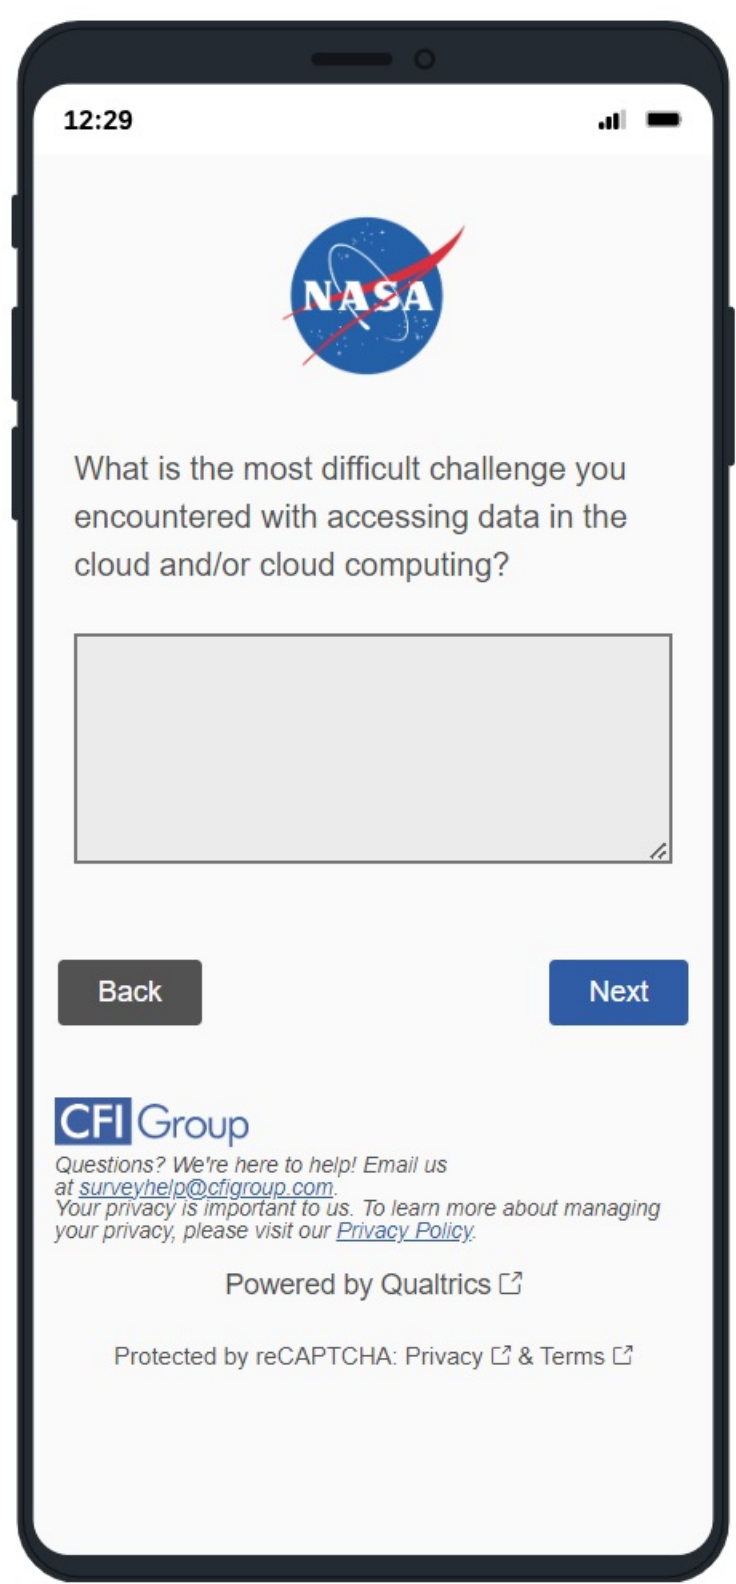 12:29
NASA
What is the most difficult challenge you
encountered with accessing data in the
cloud and/or cloud computing?
Back
Next
CFI Group
Questions? We're here to help! Email us
at surveyhelp@cfigroup.com.
Your privacy is important to us. To learn more about managing
your privacy, please visit our Privacy Policy.
Powered by Qualtrics
Protected by reCAPTCHA: Privacy & Terms